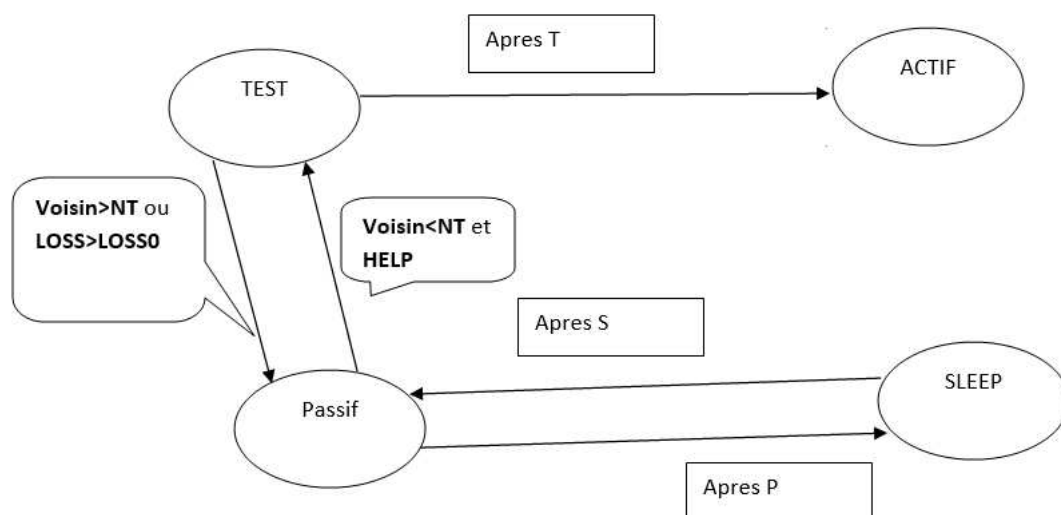 Apres T
TEST
ACTIF
Voisin>NT ou
LOSS>LOSS0
Voisin<NT et
HELP
Apres S
SLEEP
Passif
Apres P